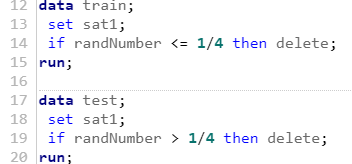 12 data train;
13 set sat1;
14 if randNumber <= 1/4 then delete;
15 run;
16
17 data test;
18 set sat1;
19 if randNumber > 1/4 then delete;
20 run;